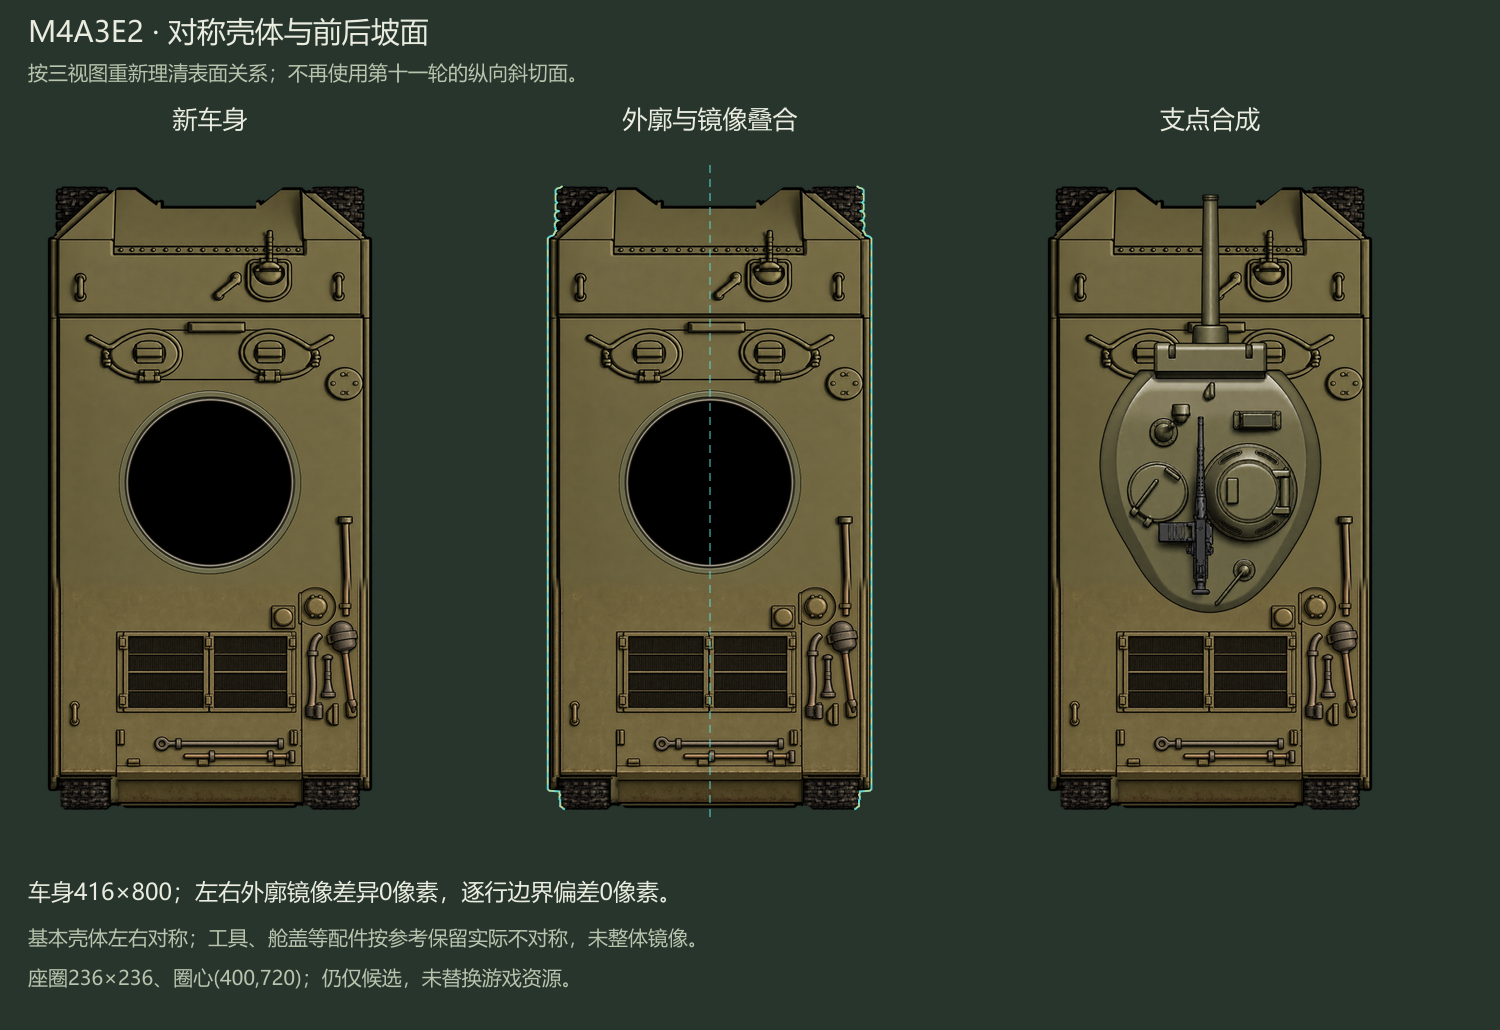 M4A3E2 · 对称壳体与前后坡面
按三视图重新理清表面关系；不再使用第十一轮的纵向斜切面。
新车身
外廓与镜像叠合
支点合成
车身416×800；左右外廓镜像差异0像素，逐行边界偏差0像素。
基本壳体左右对称；工具、舱盖等配件按参考保留实际不对称，未整体镜像。
座圈236×236、圈心(400,720)；仍仅候选，未替换游戏资源。